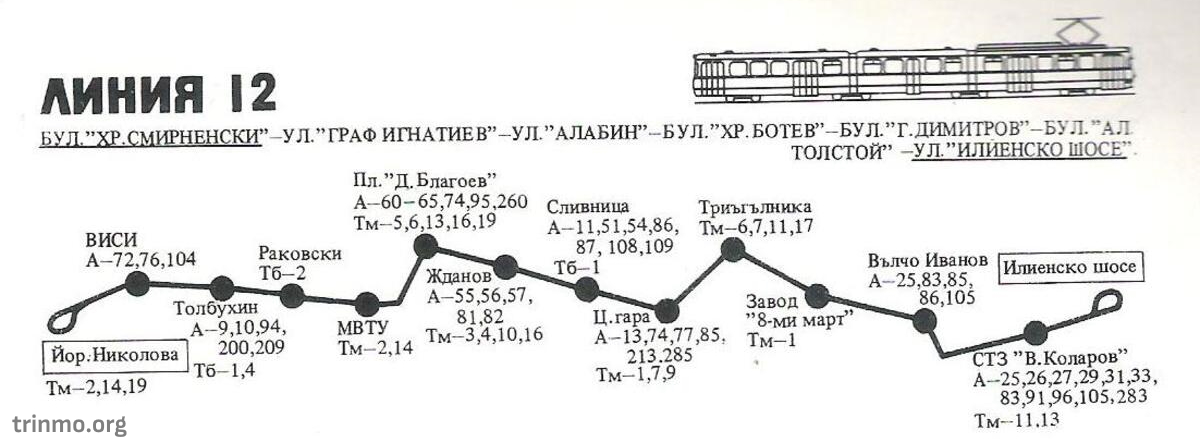 ЛИНИЯ 12
БУЛ."ХР.СМИРНЕНСКИ"–УЛ."ГРАФ ИГНАТИЕВ"–УЛ."АЛАБИН"–БУЛ."ХР.БОТЕВ"–БУЛ."Г.ДИМИТРОВ"–БУЛ."АЛ.
ТОЛСТОЙ" –УЛ."ИЛИЕНСКО ШОСЕ".
Йор.Николова
Тм–2,14,19
ВИСИ
А–72,76,104
Толбухин
А–9,10,94,
200,209
Тб–1,4
Раковски
Тб–2
МВТУ
Тм–2,14
Пл."Д.Благоев"
А–60–65,74,95,260
Тм–5,6,13,16,19
Жданов
А–55,56,57,
81,82
Тм–3,4,10,16
Сливница
А–11,51,54,86,
87, 108,109
Тб–1
Ц.гара
А–13,74,77,85,
213.285
Тм–1,7,9
Триъгълника
Тм–6,7,11,17
Завод
"8-ми март"
Тм–1
Вълчо Иванов
А–25,83,85,
86,105
СТЗ "В.Коларов"
А–25,26,27,29,31,33,
83,91,96,105,283
Тм–11,13
Илиенско шосе
trinmo.org